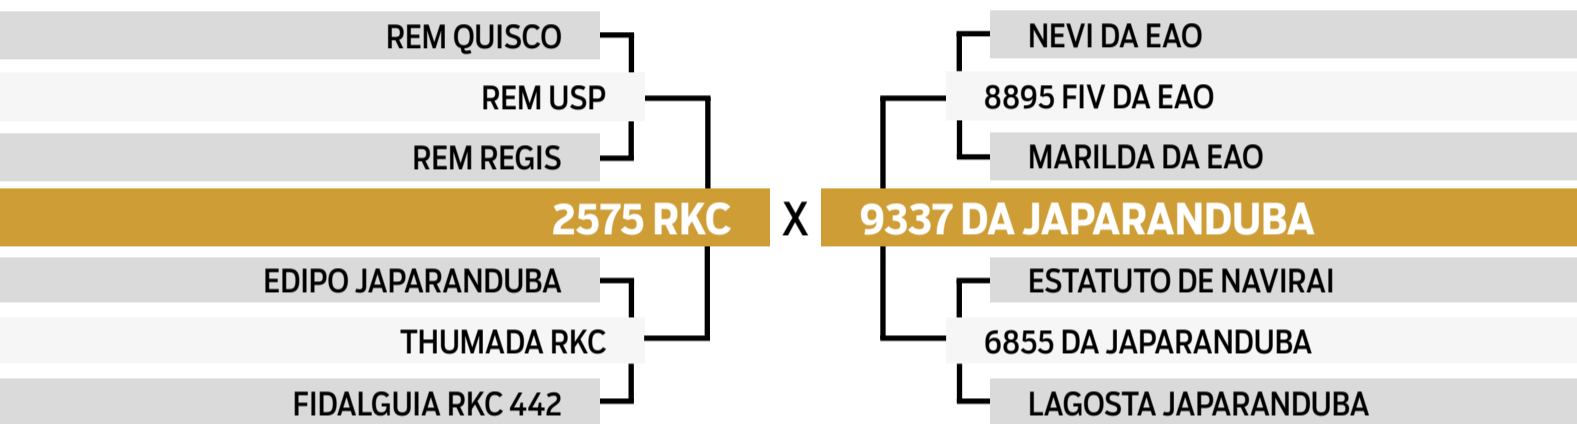 REM QUISCO
REM USP
REM REGIS
2575 RKC
EDIPO JAPARANDUBA
THUMADA RKC
FIDALGUIA RKC 442
X
NEVI DA EAO
8895 FIV DA EAO
MARILDA DA EAO
9337 DA JAPARANDUBA
ESTATUTO DE NAVIRAI
6855 DA JAPARANDUBA
LAGOSTA JAPARANDUBA